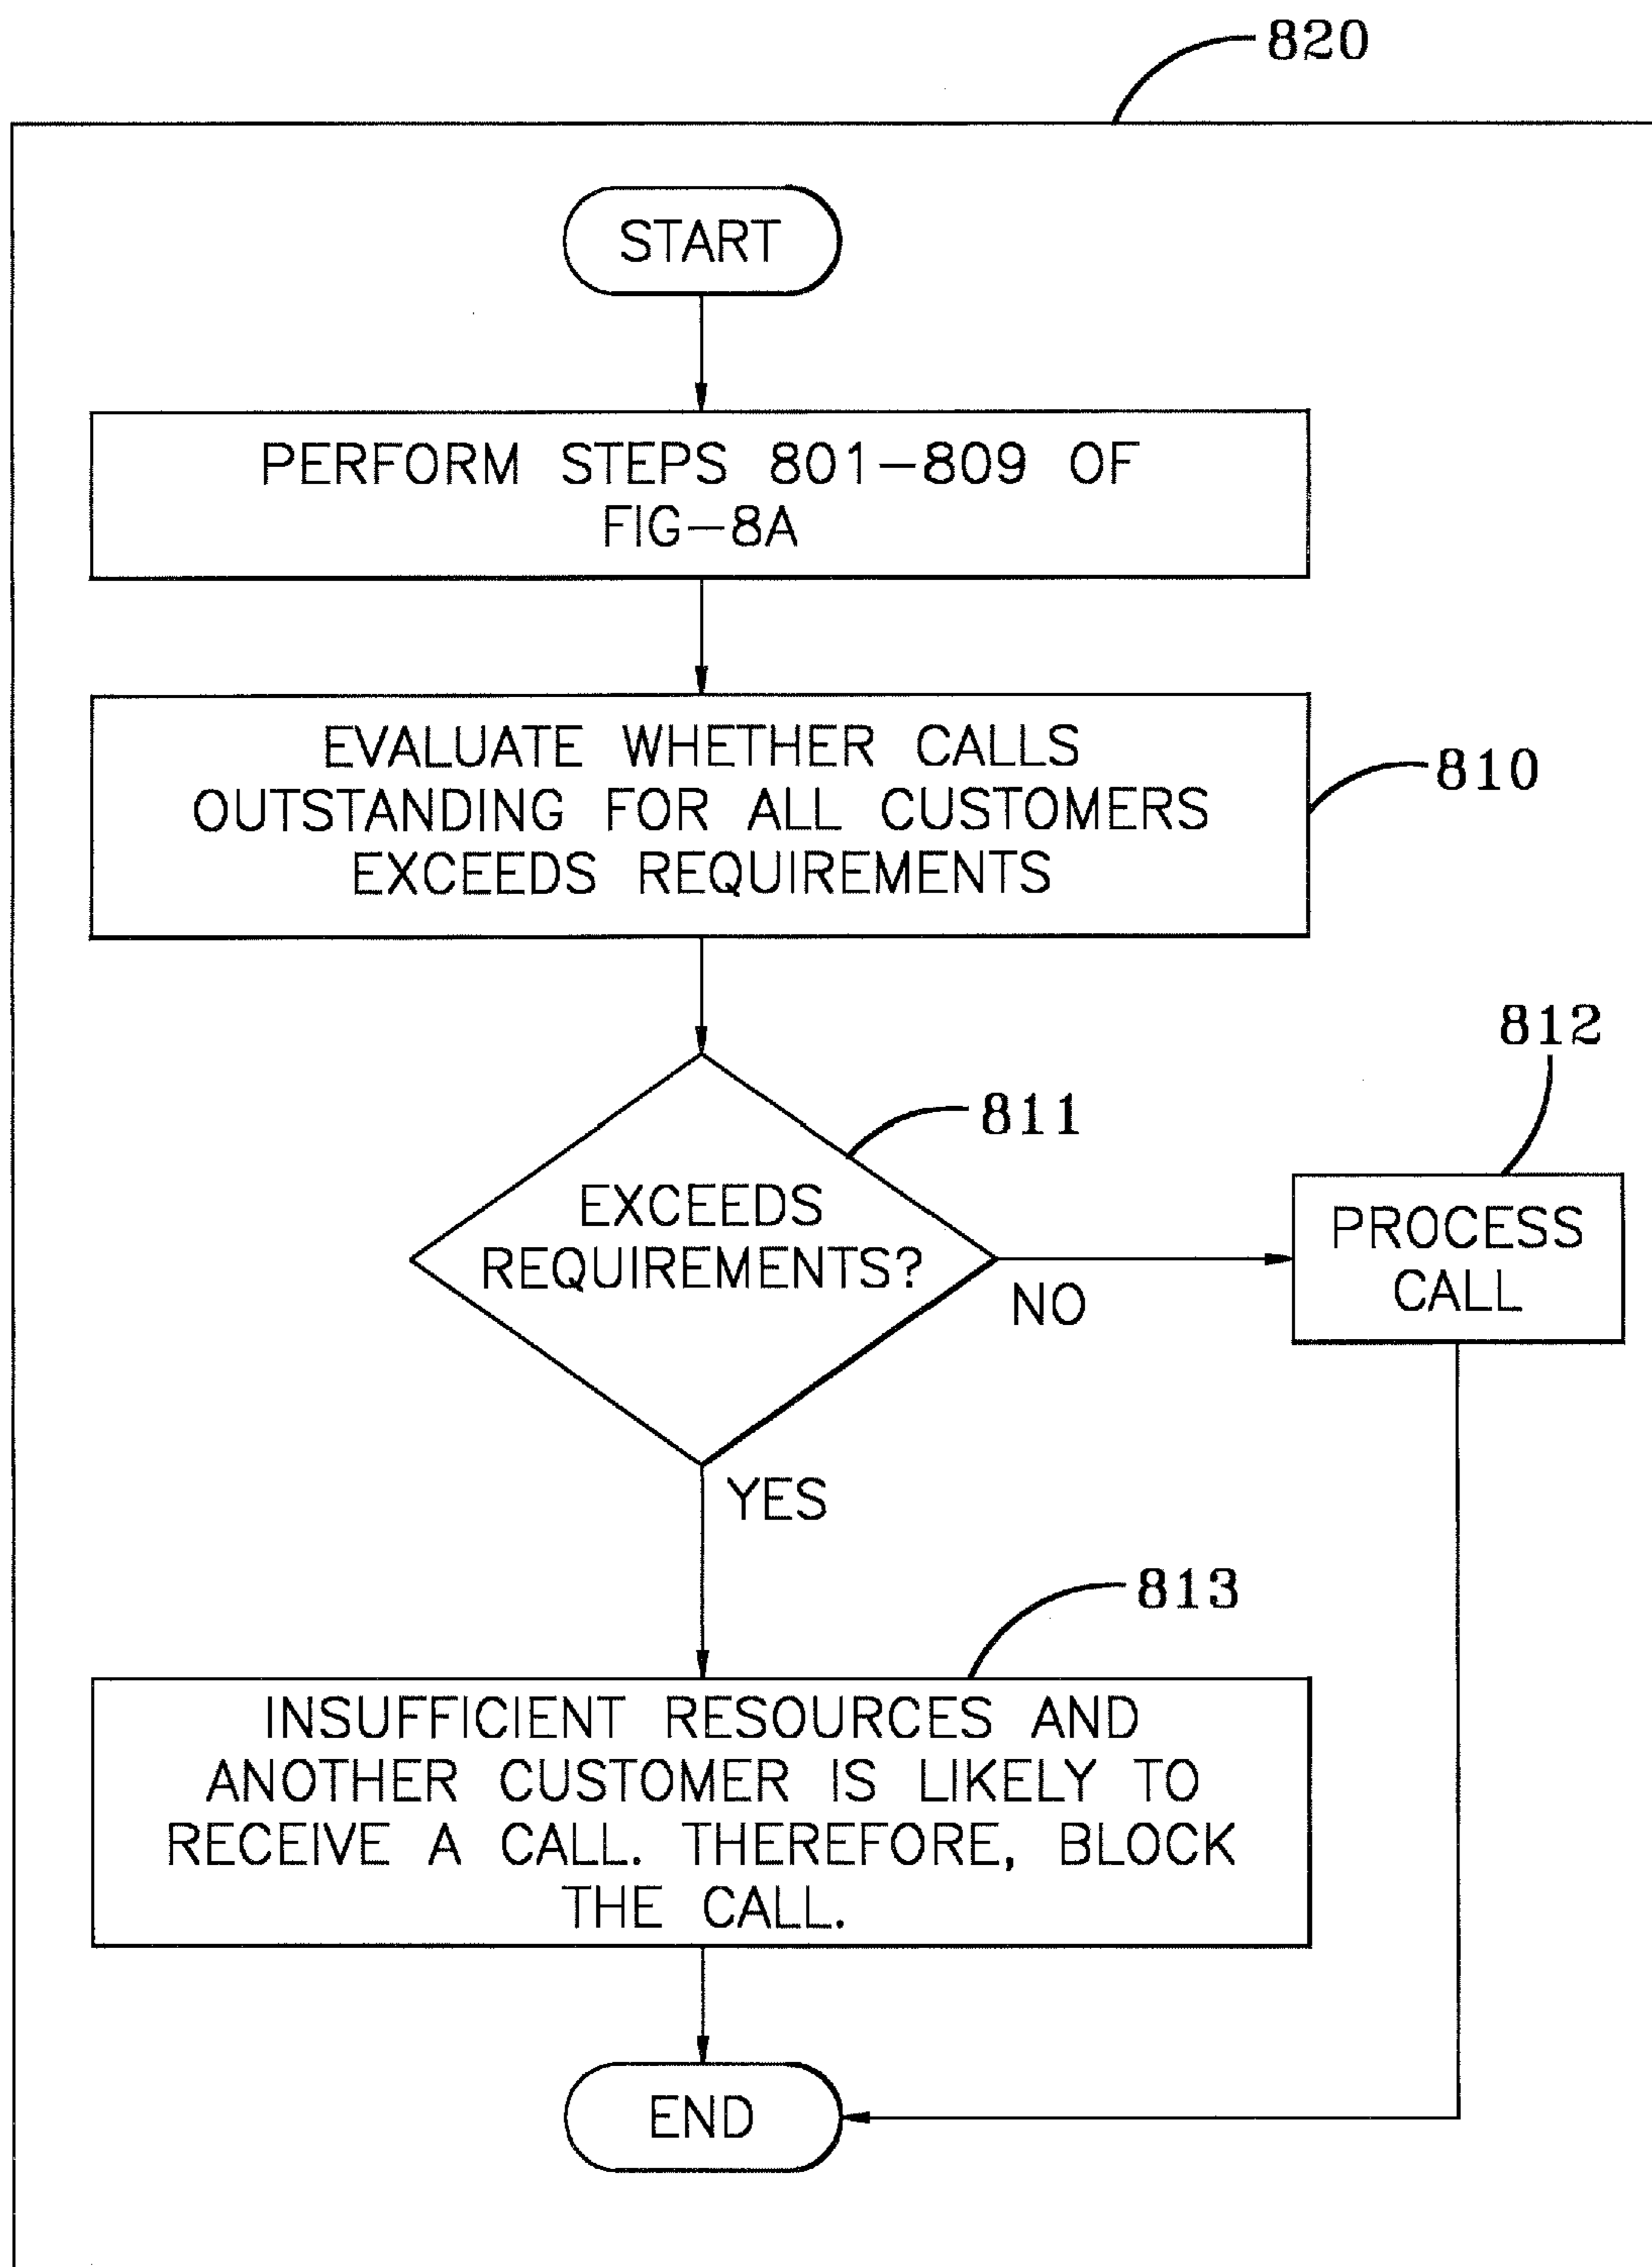 820
START
PERFORM STEPS 801-809 OF
FIG-8A
EVALUATE WHETHER CALLS
OUTSTANDING FOR ALL CUSTOMERS
EXCEEDS REQUIREMENTS
810
811
812
EXCEEDS
REQUIREMENTS?
NO
PROCESS
CALL
YES
813
INSUFFICIENT RESOURCES AND
ANOTHER CUSTOMER IS LIKELY TO
RECEIVE A CALL. THEREFORE, BLOCK
THE CALL.
END